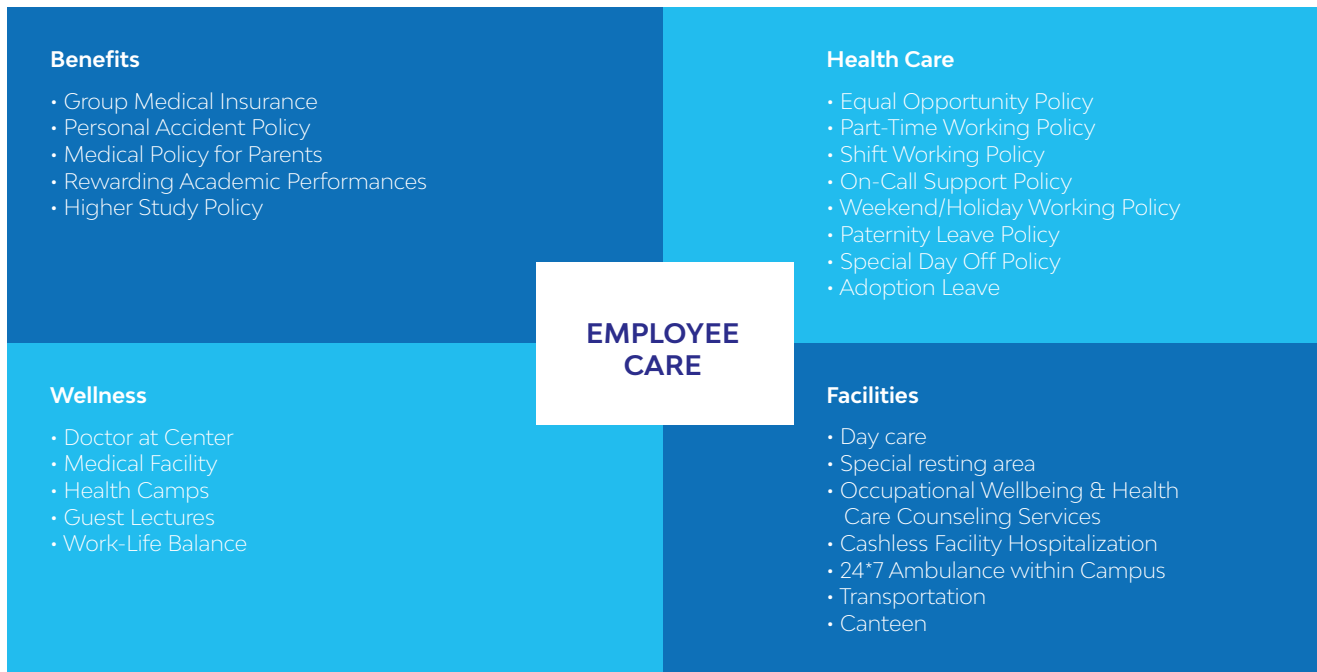 Benefits
• Group Medical Insurance
• Personal Accident Policy
• Medical Policy for Parents
• Rewarding Academic Performances
• Higher Study Policy
Health Care
• Equal Opportunity Policy
• Part-Time Working Policy
• Shift Working Policy
• On-Call Support Policy
• Weekend/Holiday Working Policy
• Paternity Leave Policy
• Special Day Off Policy
• Adoption Leave
EMPLOYEE
CARE
Wellness
• Doctor at Center
• Medical Facility
• Health Camps
• Guest Lectures
• Work-Life Balance
Facilities
• Day care
• Special resting area
• Occupational Wellbeing & Health
Care Counseling Services
• Cashless Facility Hospitalization
• 24*7 Ambulance within Campus
• Transportation
• Canteen